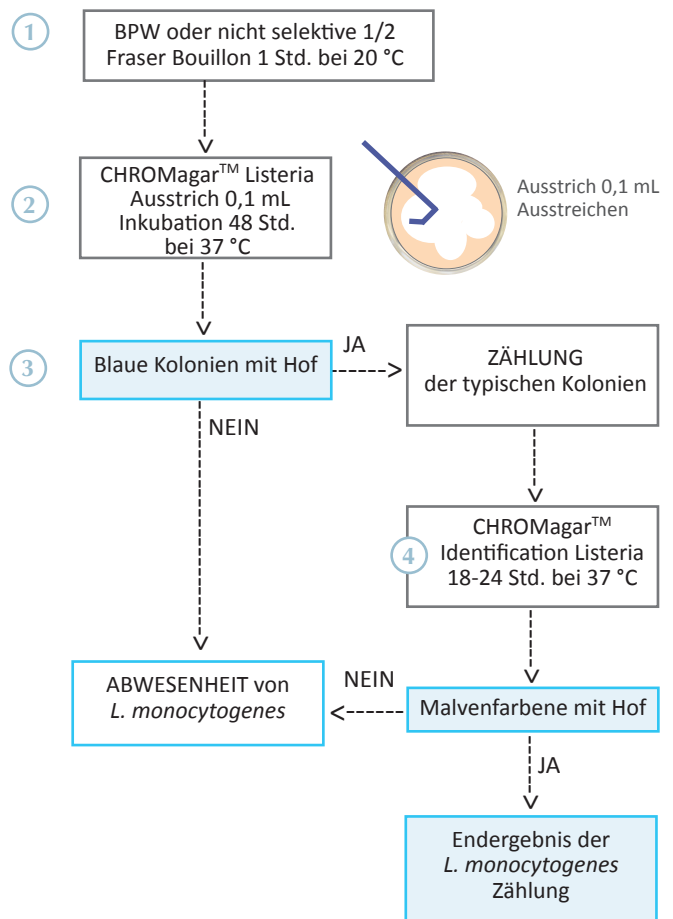 1
BPW oder nicht selektive 1/2
Fraser Bouillon 1 Std. bei 20 °C
2
CHROMagar™ Listeria
Ausstrich 0,1 mL
Inkubation 48 Std.
bei 37 °C
Ausstrich 0,1 mL
Ausstreichen
3
Blaue Kolonien mit Hof
JA
ZÄHLUNG
der typischen Kolonien
NEIN
4
CHROMagar™
Identification Listeria
18-24 Std. bei 37 °C
ABWESENHEIT von
L. monocytogenes
NEIN
Malvenfarbene mit Hof
JA
Endergebnis der
L. monocytogenes
Zählung